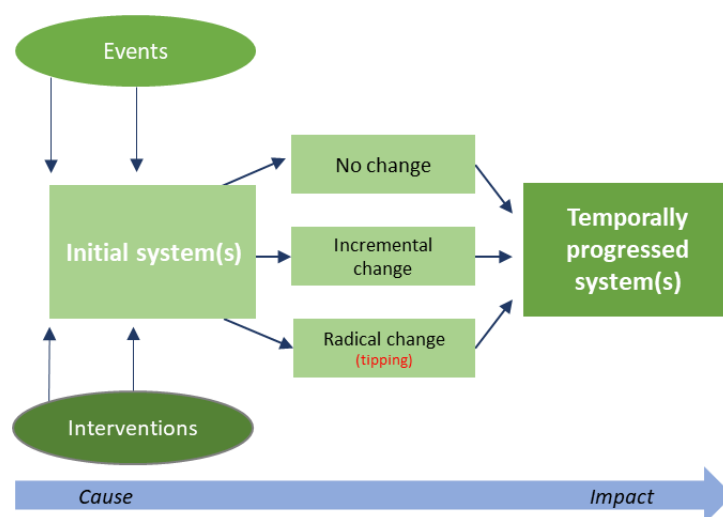 Events
No change
Initial system(s)
Incremental
change
Temporally
progressed
system(s)
Radical change
(tipping)
Interventions
Cause
Impact